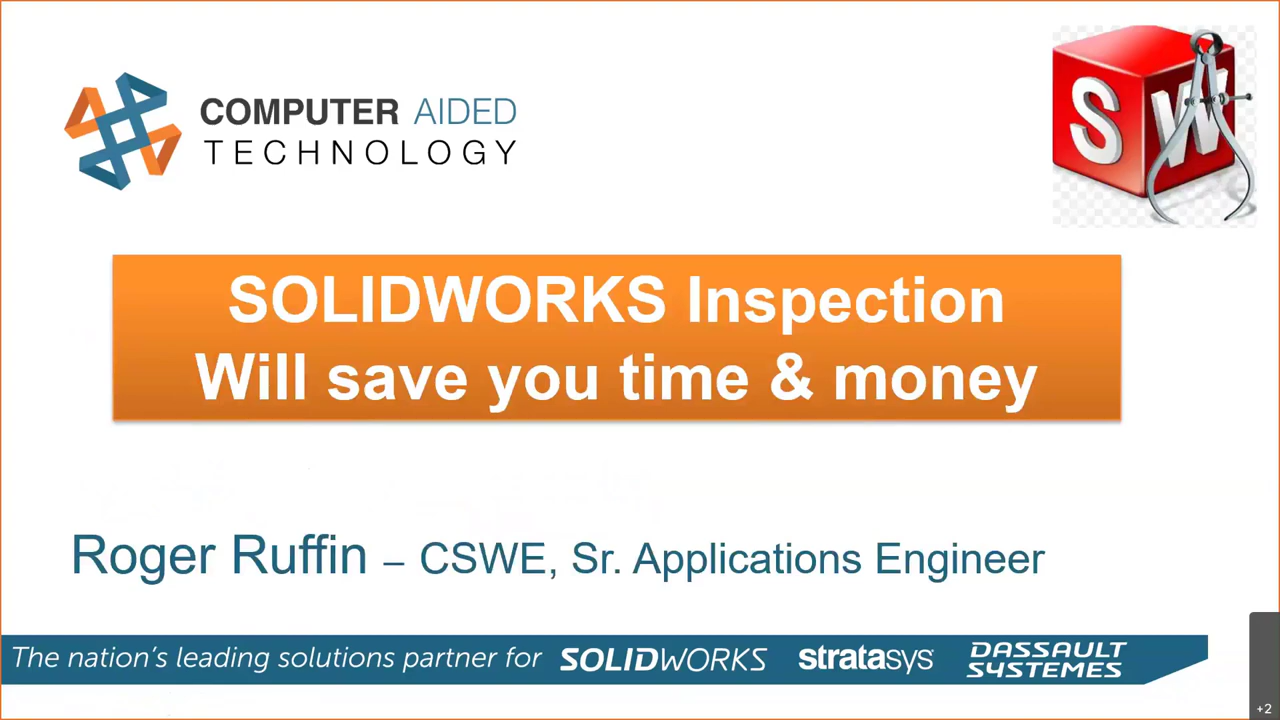 COMPUTER AIDED
TECHNOLOGY
SW
SOLIDWORKS Inspection
Will save you time & money
Roger Ruffin – CSWE, Sr. Applications Engineer
The nation's leading solutions partner for SOLIDWORKS stratasys DASSAULT SYSTEMES
+2